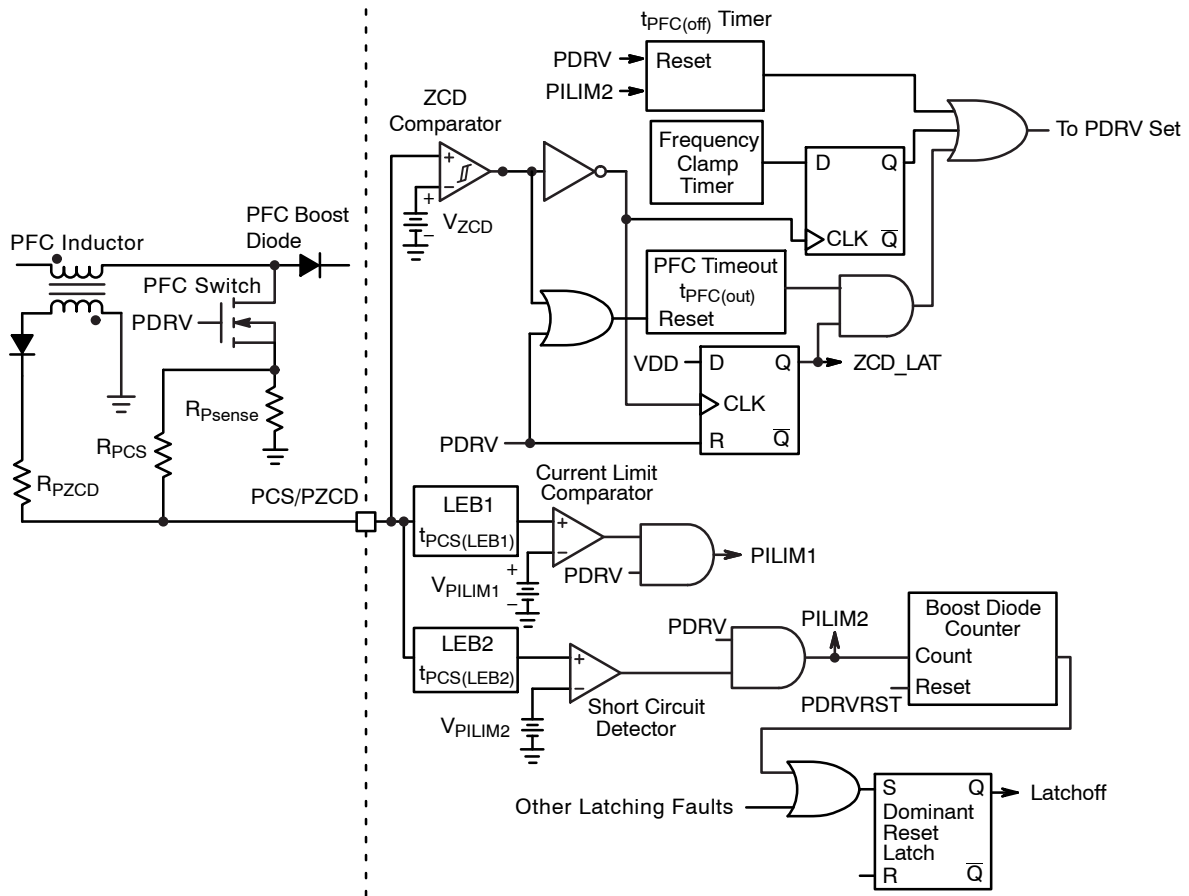 tPFC(off) Timer
PDRV
PILIM2
Reset
ZCD
Comparator
+
−
+
−
VZCD
Frequency
Clamp
Timer
D
Q
CLK
Q
To PDRV Set
PFC Inductor
PFC Boost
Diode
PFC Switch
PDRV
PFC Timeout
tPFC(out)
Reset
VDD
D
Q
CLK
R
Q
ZCD_LAT
PDRV
RPsense
RPCS
RPZCD
PCS/PZCD
LEB1
tPCS(LEB1)
Current Limit
Comparator
+
−
VPILIM1
+
−
PDRV
PILIM1
LEB2
tPCS(LEB2)
+
−
VPILIM2
Short Circuit
Detector
PDRV
PILIM2
Boost Diode
Counter
Count
Reset
PDRVRST
Other Latching Faults
S
Q
Dominant
Reset
Latch
R
Q
Latchoff